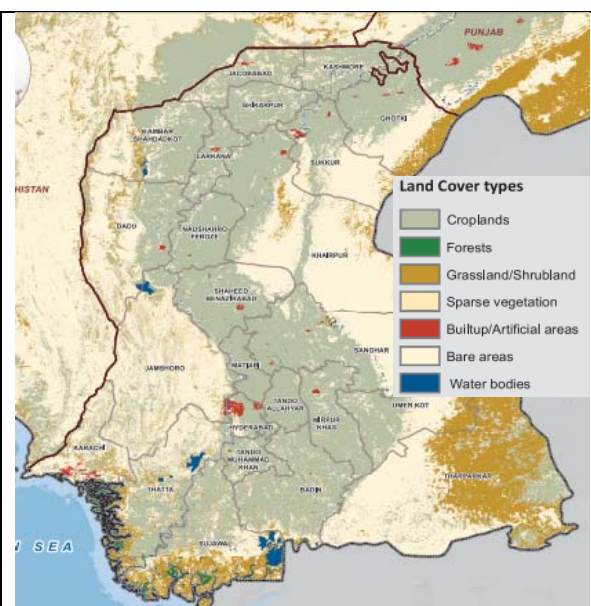 PUNJAB
KASHMORE
JACOBABAD
SHIKARPUR
GHOTKI
KAMBAR
SHAHDADKOT
LARKANA
SUKKUR
HISTAN
Land Cover types
Croplands
Forests
Grassland/Shrubland
Sparse vegetation
Builtup/Artificial areas
Bare areas
Water bodies
DADU
NAUSHAHRO
FEROZE
KHAIRPUR
SHAHEED
BENAZIRABAD
SANGHAR
JAMSHORO
MATIARI
TANDO
ALLAHYAR
UMER KOT
HYDERABAD
MIRPUR
KHAS
KARACHI
TANDO
MUHAMMAD
KHAN
THARPARKAR
THATTA
BADIN
SUJAWAL
N SEA